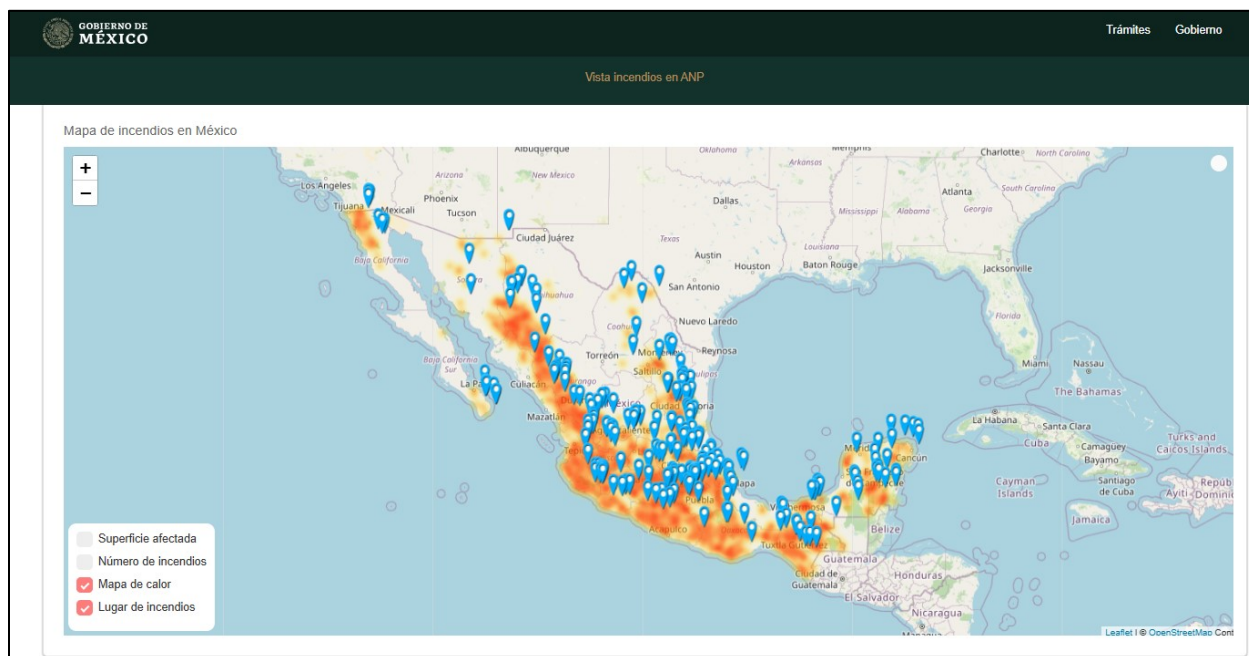 GOBIERNO DE
MÉXICO
Trámites Gobierno
Vista incendios en ANP
Mapa de incendios en México
+
−
Albuquerque Oklahoma Memphis Charlotte North Carolina
Los Angeles Arizona New Mexico Arkansas
Phoenix Dallas Atlanta South Carolina
Tijuana Mexicali Tucson Mississippi Alabama Georgia
Ciudad Juárez Texas
Austin Louisiana
Baja California Houston Baton Rouge Jacksonville
San Antonio
Nuevo Laredo Florida
Torreón Reynosa
Baja California
Sur Saltillo Miami Nassau
Culiacán The Bahamas
Mazatlán Ciudad
La Habana Santa Clara Turks and
Caicos Islands
Cuba Camaguey
Cancún Bayamo
Cayman
Islands Santiago
de Cuba
Puebla Jamaica
Acapulco Belize
Tuxtla
Guatemala
Ciudad de
Guatemala Honduras
El Salvador
Nicaragua
Superficie afectada
Número de incendios
Mapa de calor
Lugar de incendios
Leaflet | © OpenStreetMap Cont